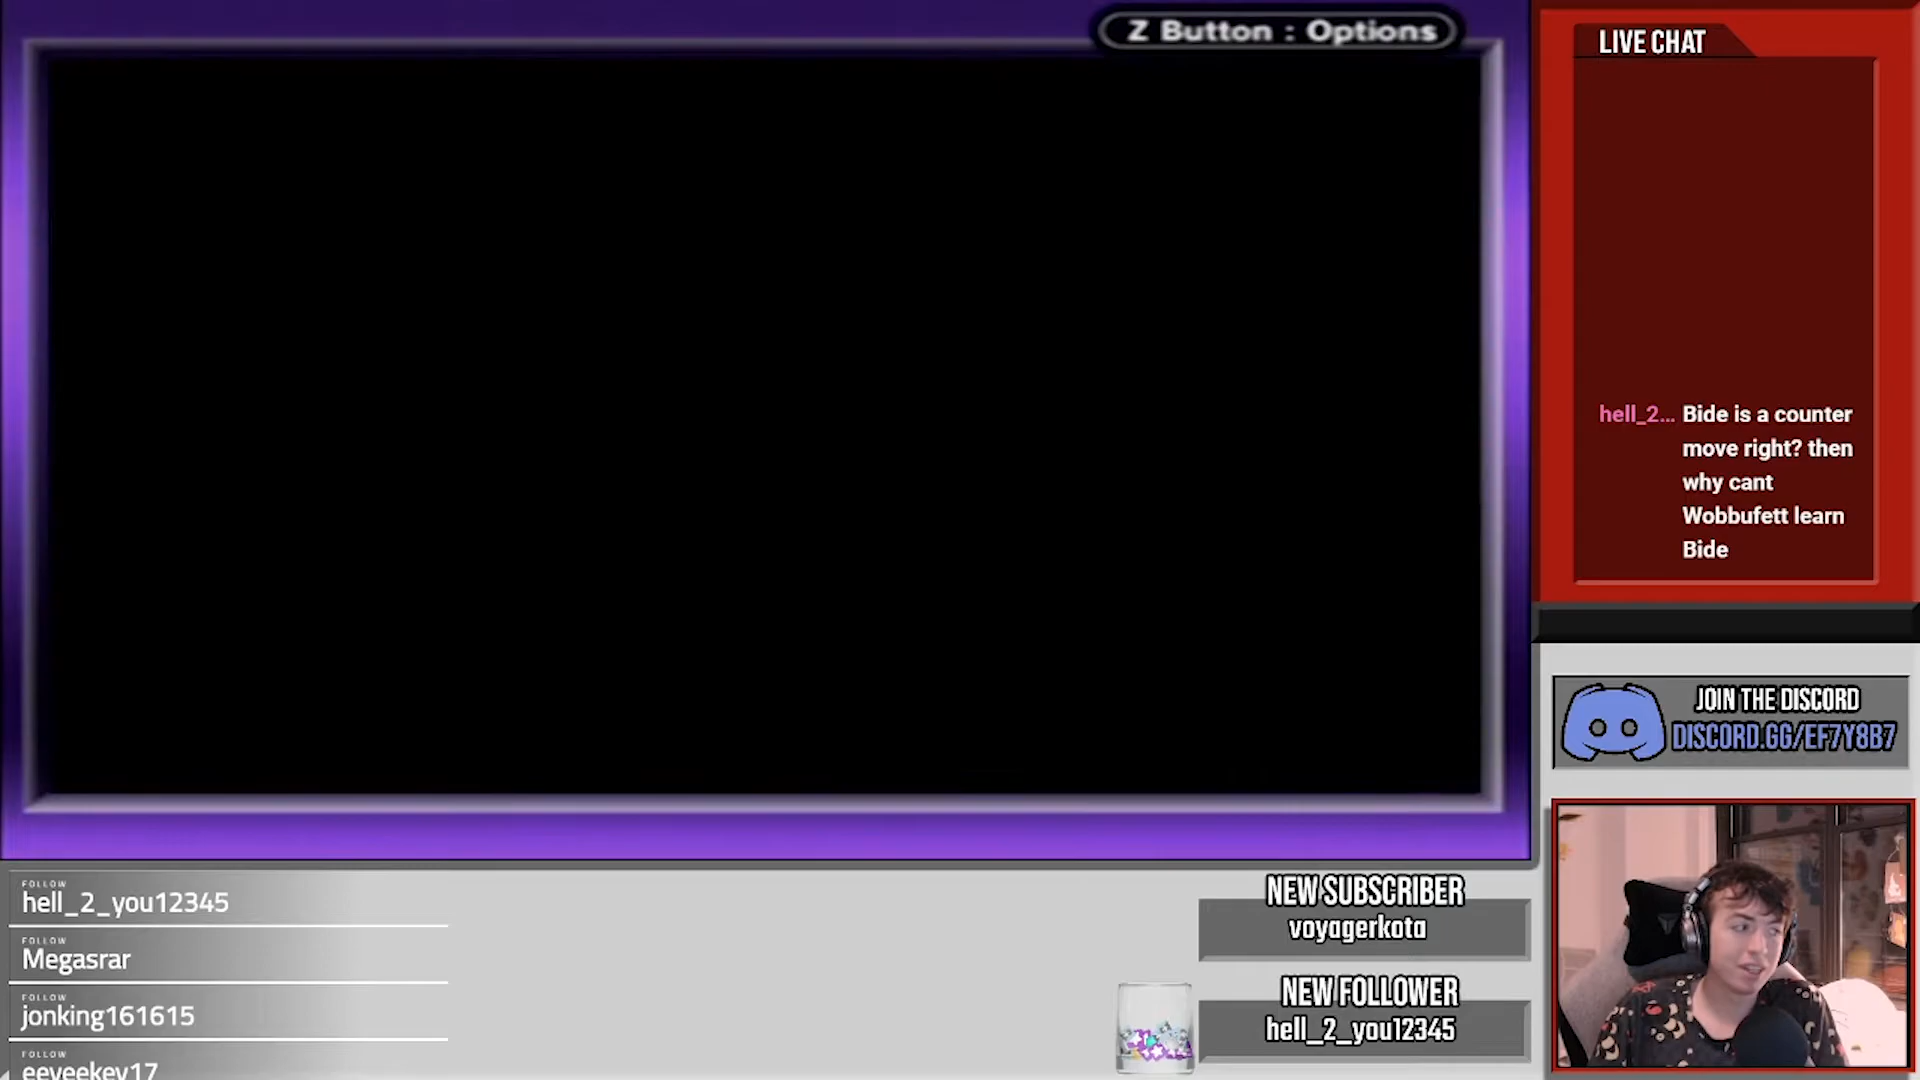 Z Button : Options
LIVE CHAT
hell_2... Bide is a counter
move right? then
why cant
Wobbufett learn
Bide
JOIN THE DISCORD
DISCORD.GG/EF7Y8B7
FOLLOW
hell_2_you12345
FOLLOW
Megasrar
FOLLOW
jonking161615
FOLLOW
eeveekey17
NEW SUBSCRIBER
voyagerkota
NEW FOLLOWER
hell_2_you12345